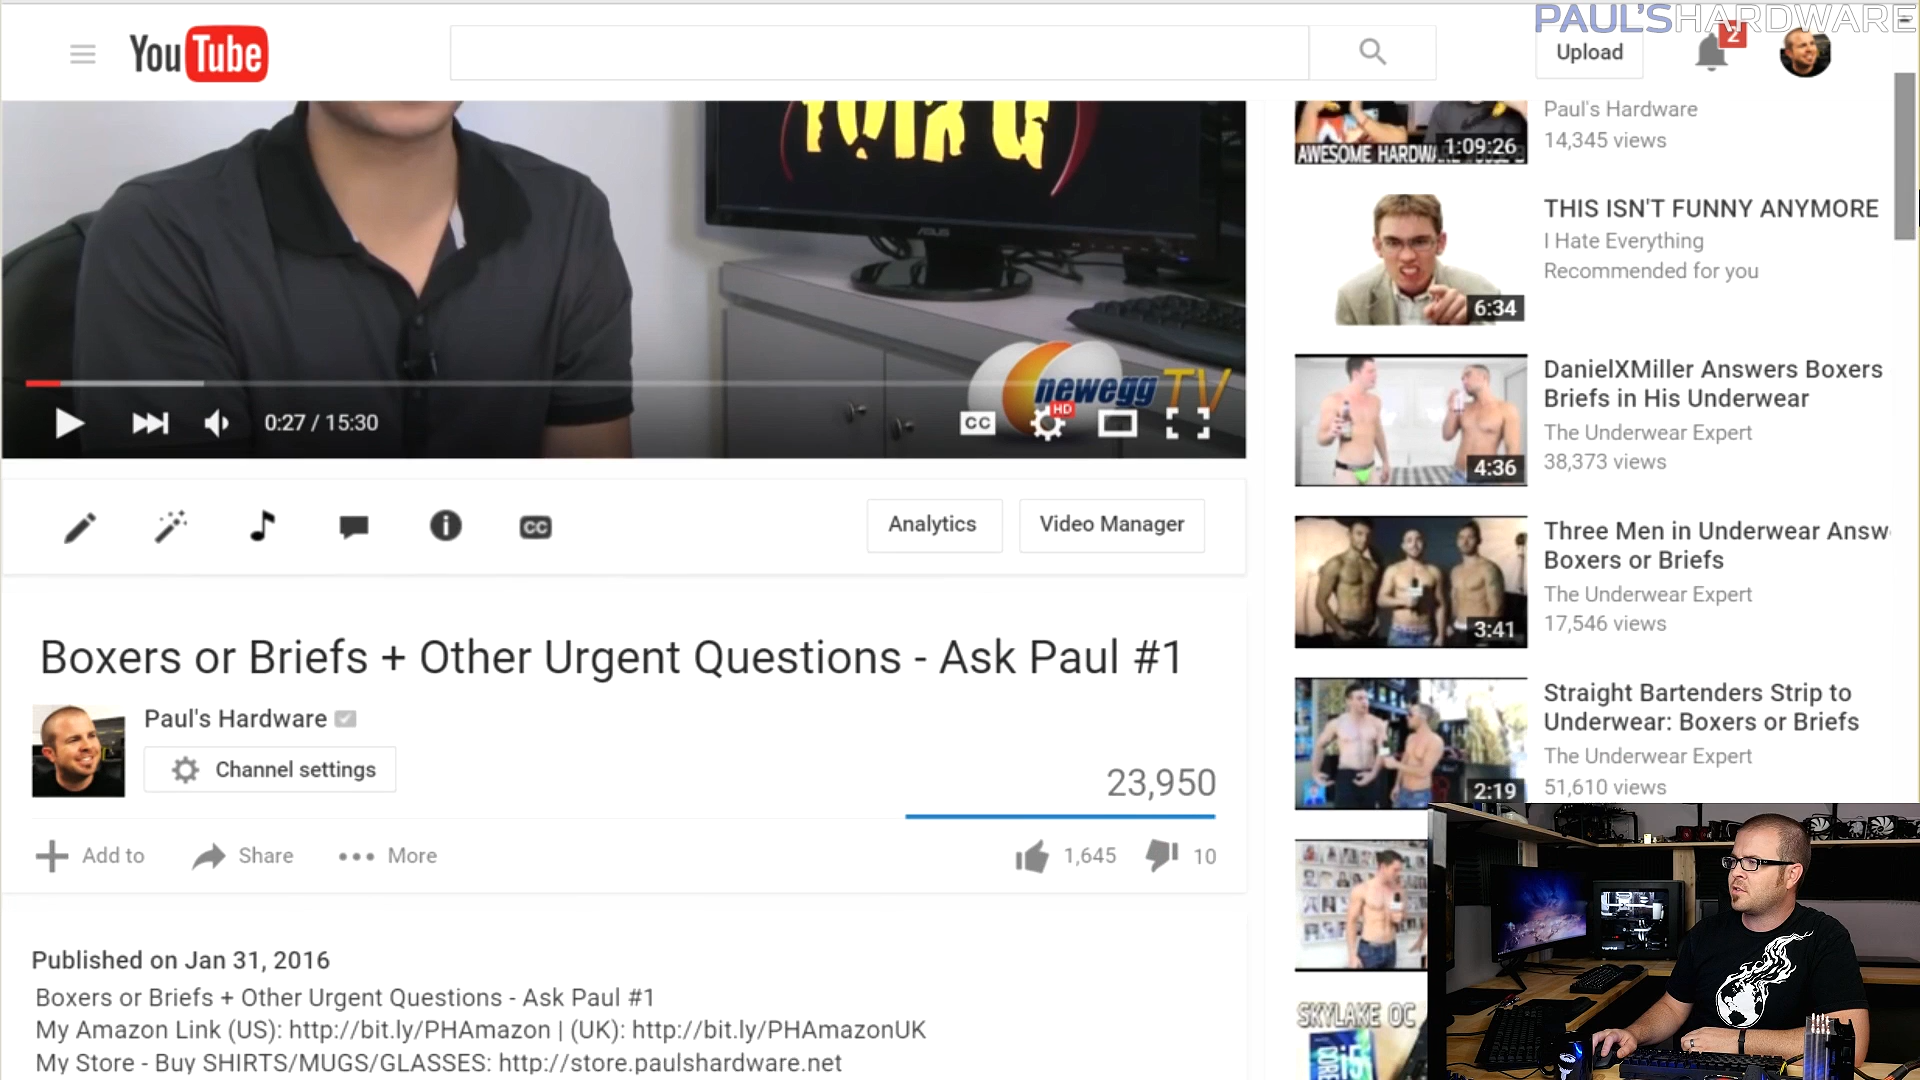 PAUL'SHARDWARE
YouTube
Upload
2
ASUS
newegg TV
0:27 / 15:30
CC
HD
CC
Analytics
Video Manager
Boxers or Briefs + Other Urgent Questions - Ask Paul #1
Paul's Hardware
Channel settings
23,950
Add to
Share
More
1,645
10
Published on Jan 31, 2016
Boxers or Briefs + Other Urgent Questions - Ask Paul #1
My Amazon Link (US): http://bit.ly/PHAmazon | (UK): http://bit.ly/PHAmazonUK
My Store - Buy SHIRTS/MUGS/GLASSES: http://store.paulshardware.net
Paul's Hardware
14,345 views
AWESOME
1:09:26
THIS ISN'T FUNNY ANYMORE
I Hate Everything
Recommended for you
6:34
DanielXMiller Answers Boxers
Briefs in His Underwear
The Underwear Expert
38,373 views
4:36
Three Men in Underwear Answ
Boxers or Briefs
The Underwear Expert
17,546 views
3:41
Straight Bartenders Strip to
Underwear: Boxers or Briefs
The Underwear Expert
51,610 views
2:19
SKYLAKE OC